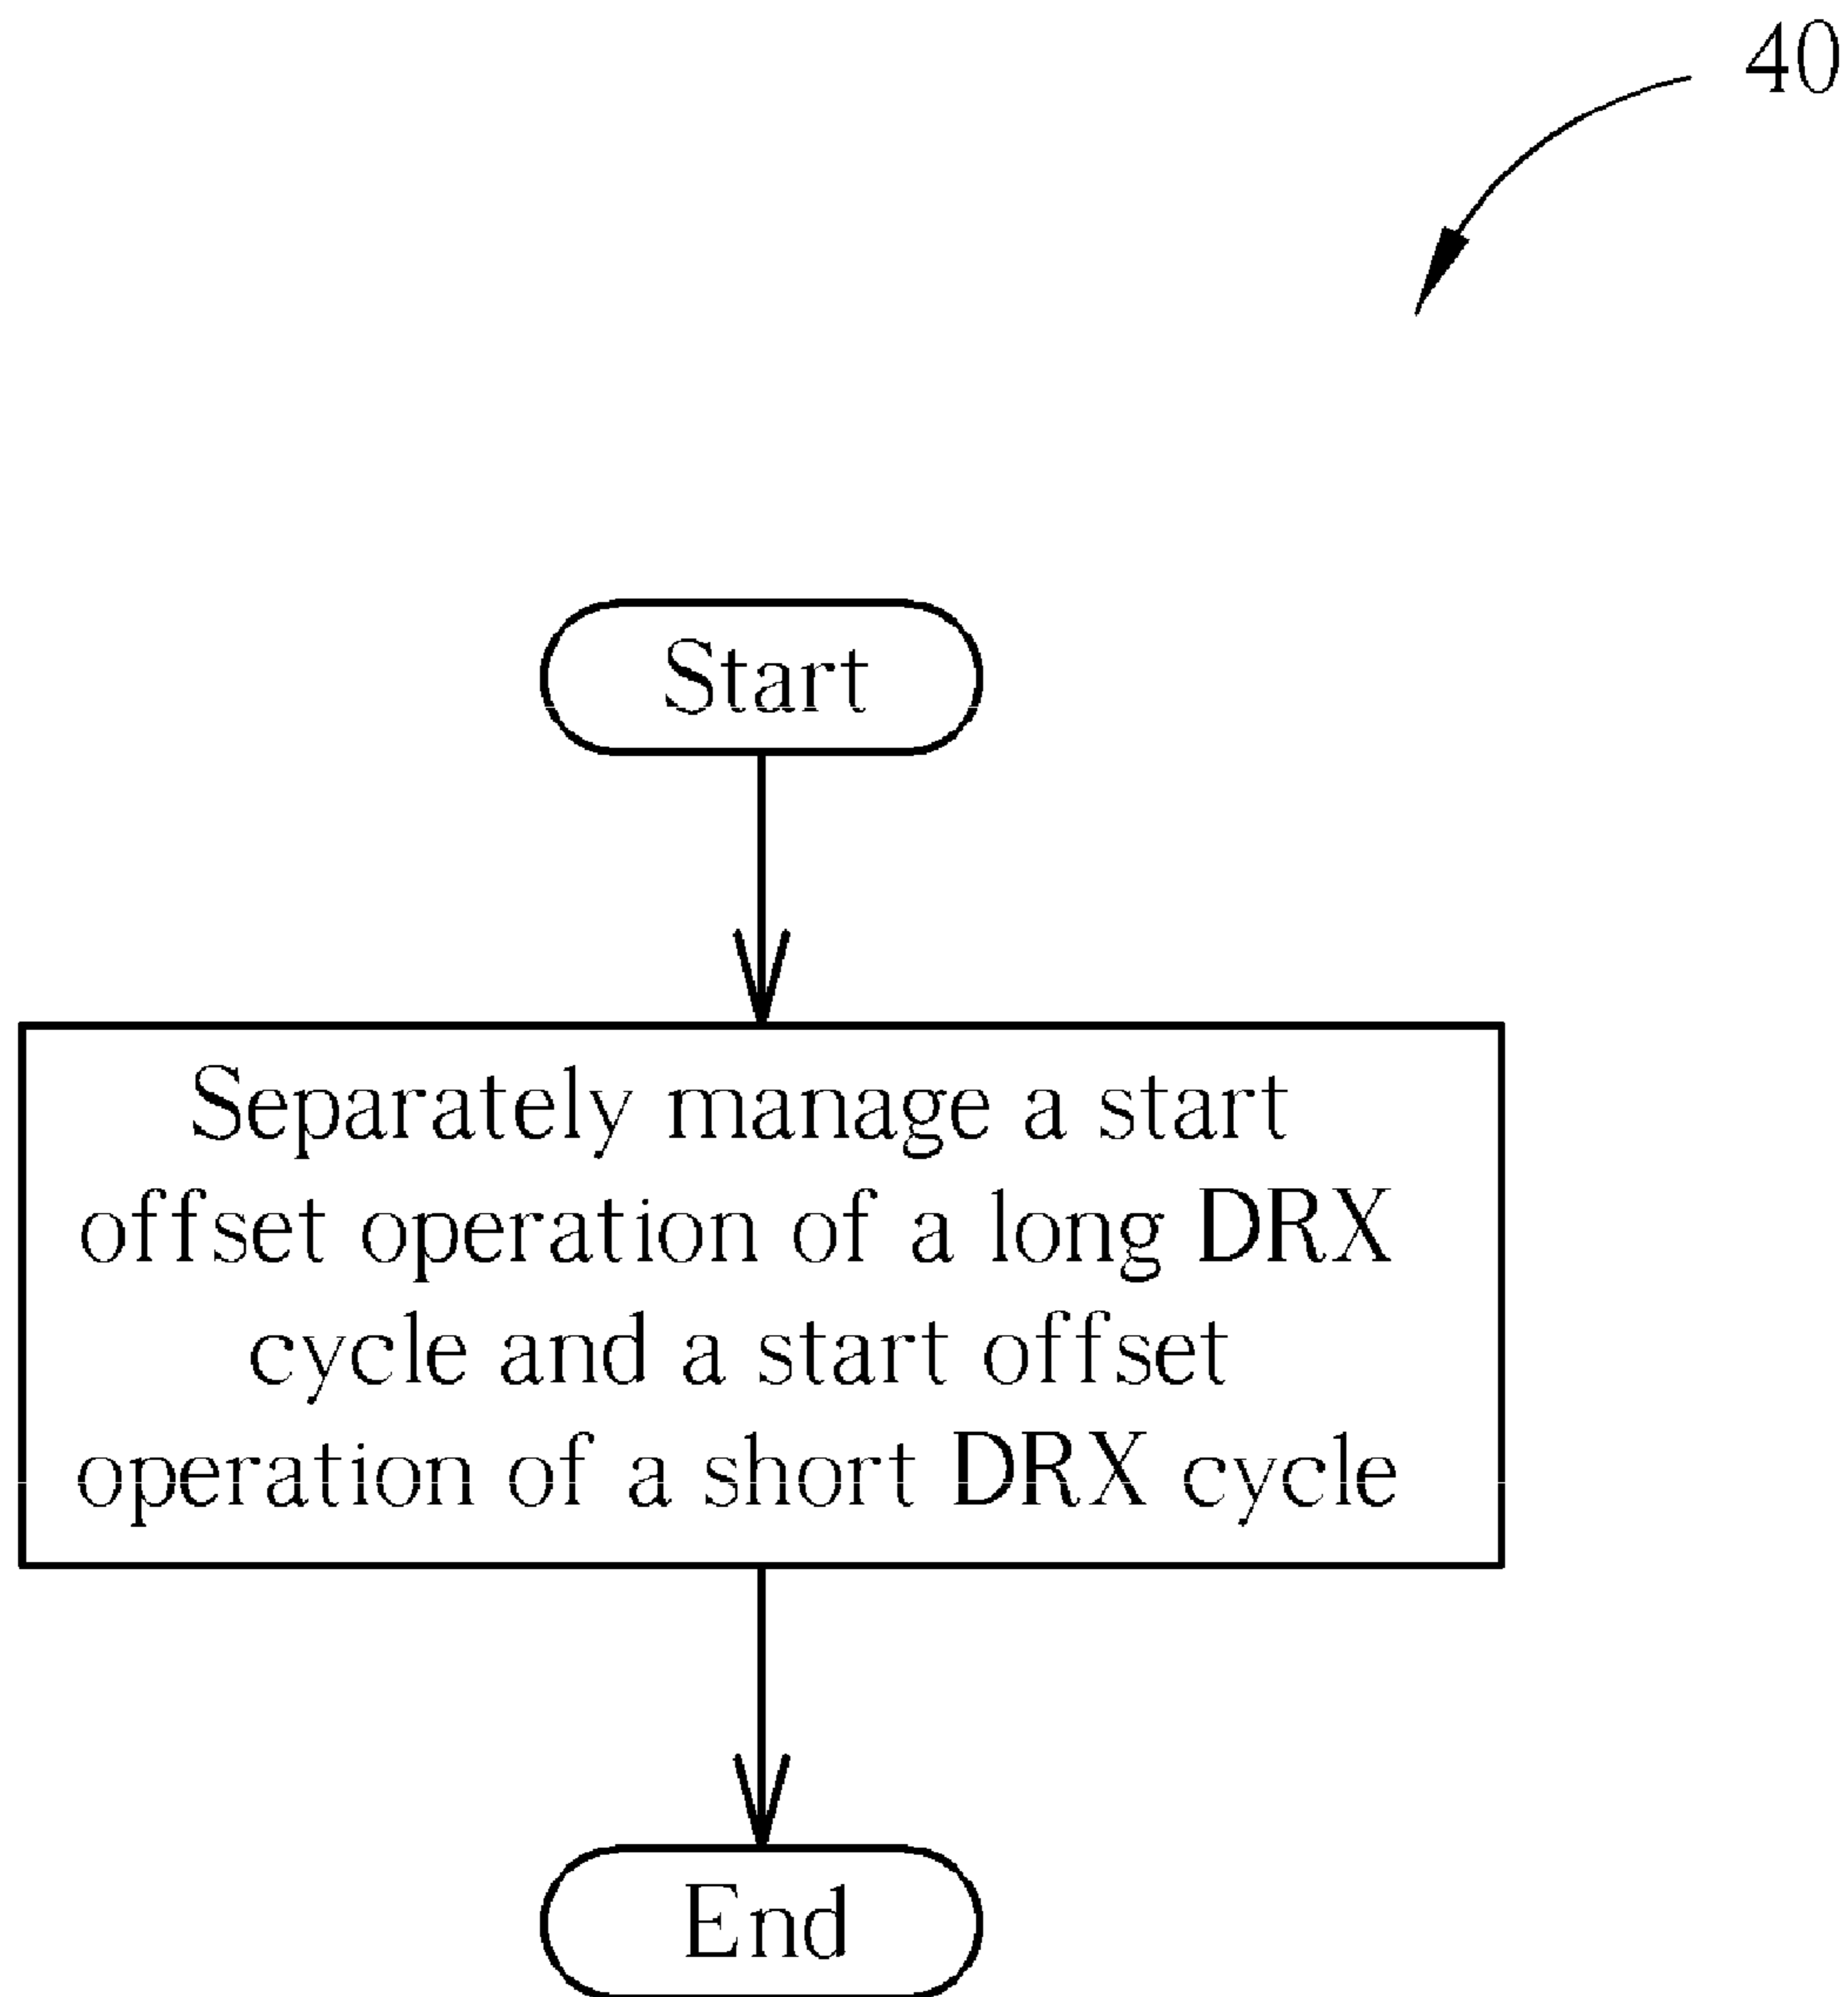 40
Start
Separately manage a start
offset operation of a long DRX
cycle and a start offset
operation of a short DRX cycle
End